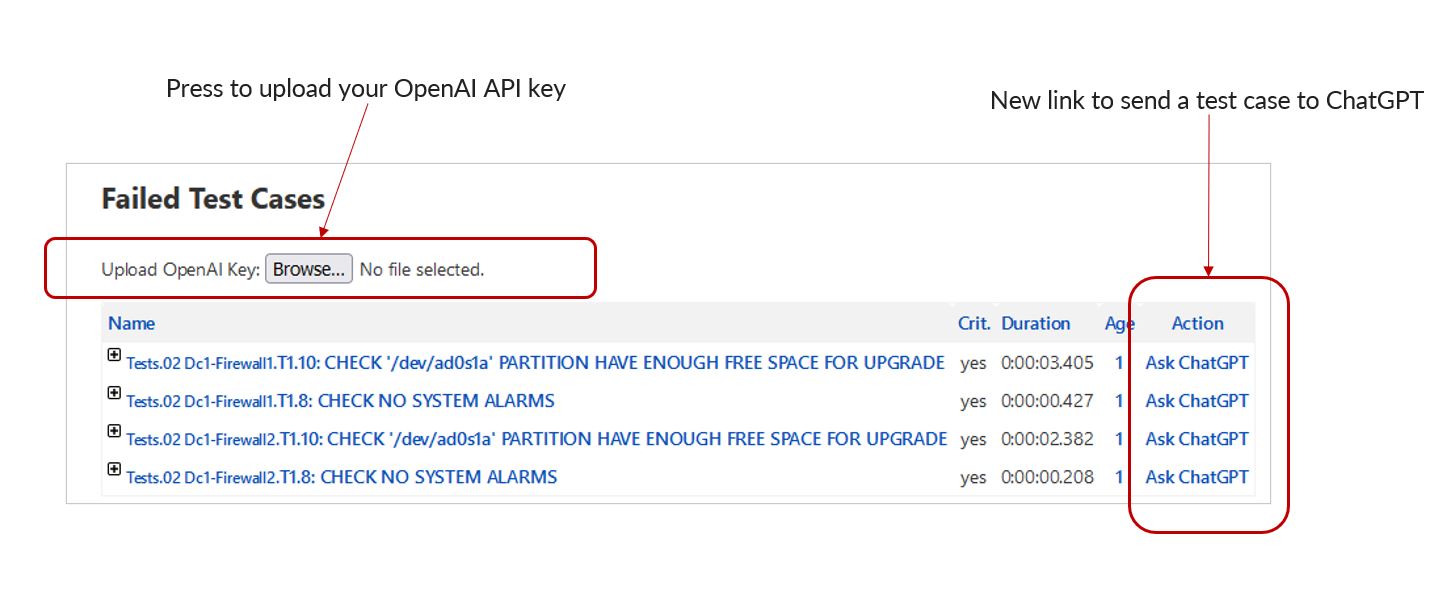 Press to upload your OpenAI API key
New link to send a test case to ChatGPT
Failed Test Cases
Upload OpenAI Key: Browse... No file selected.
Name Crit. Duration Age Action
Tests.02 Dc1-Firewall1.T1.10: CHECK '/dev/ad0s1a' PARTITION HAVE ENOUGH FREE SPACE FOR UPGRADE yes 0:00:03.405 1 Ask ChatGPT
Tests.02 Dc1-Firewall1.T1.8: CHECK NO SYSTEM ALARMS yes 0:00:00.427 1 Ask ChatGPT
Tests.02 Dc1-Firewall2.T1.10: CHECK '/dev/ad0s1a' PARTITION HAVE ENOUGH FREE SPACE FOR UPGRADE yes 0:00:02.382 1 Ask ChatGPT
Tests.02 Dc1-Firewall2.T1.8: CHECK NO SYSTEM ALARMS yes 0:00:00.208 1 Ask ChatGPT